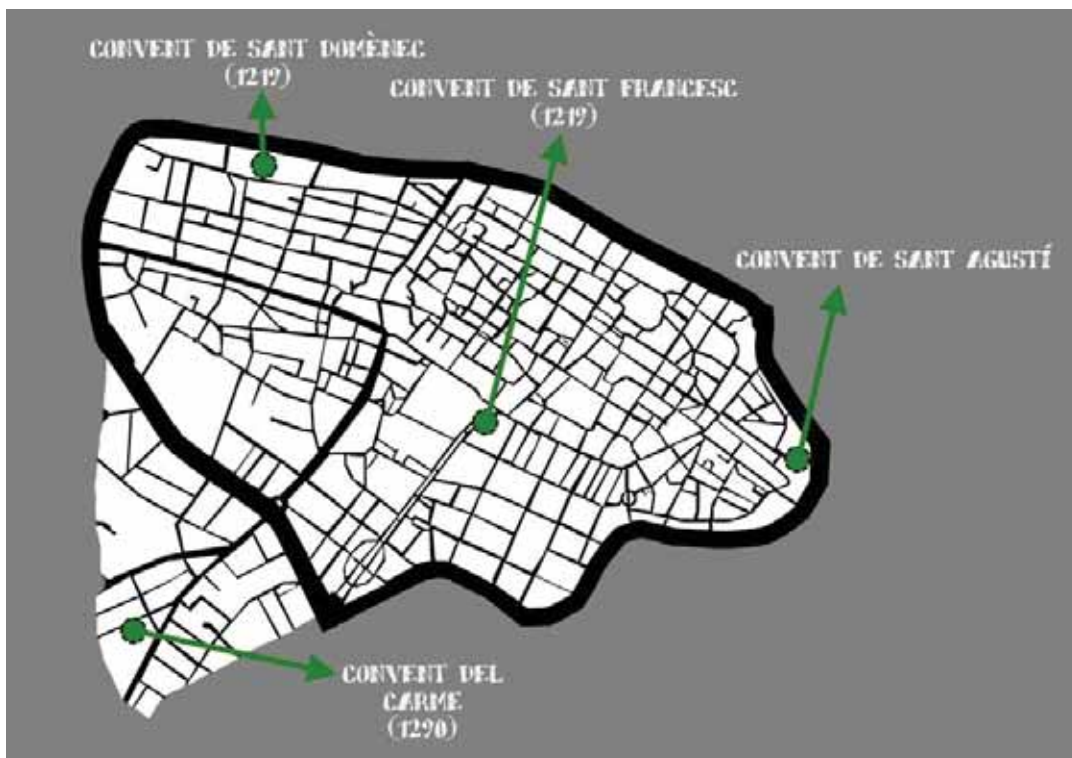 CONVENT DE SANT DOMÈNEC
(1219)
CONVENT DE SANT FRANCESC
(1219)
CONVENT DE SANT AGUSTÍ
CONVENT DEL
CARME
(1290)